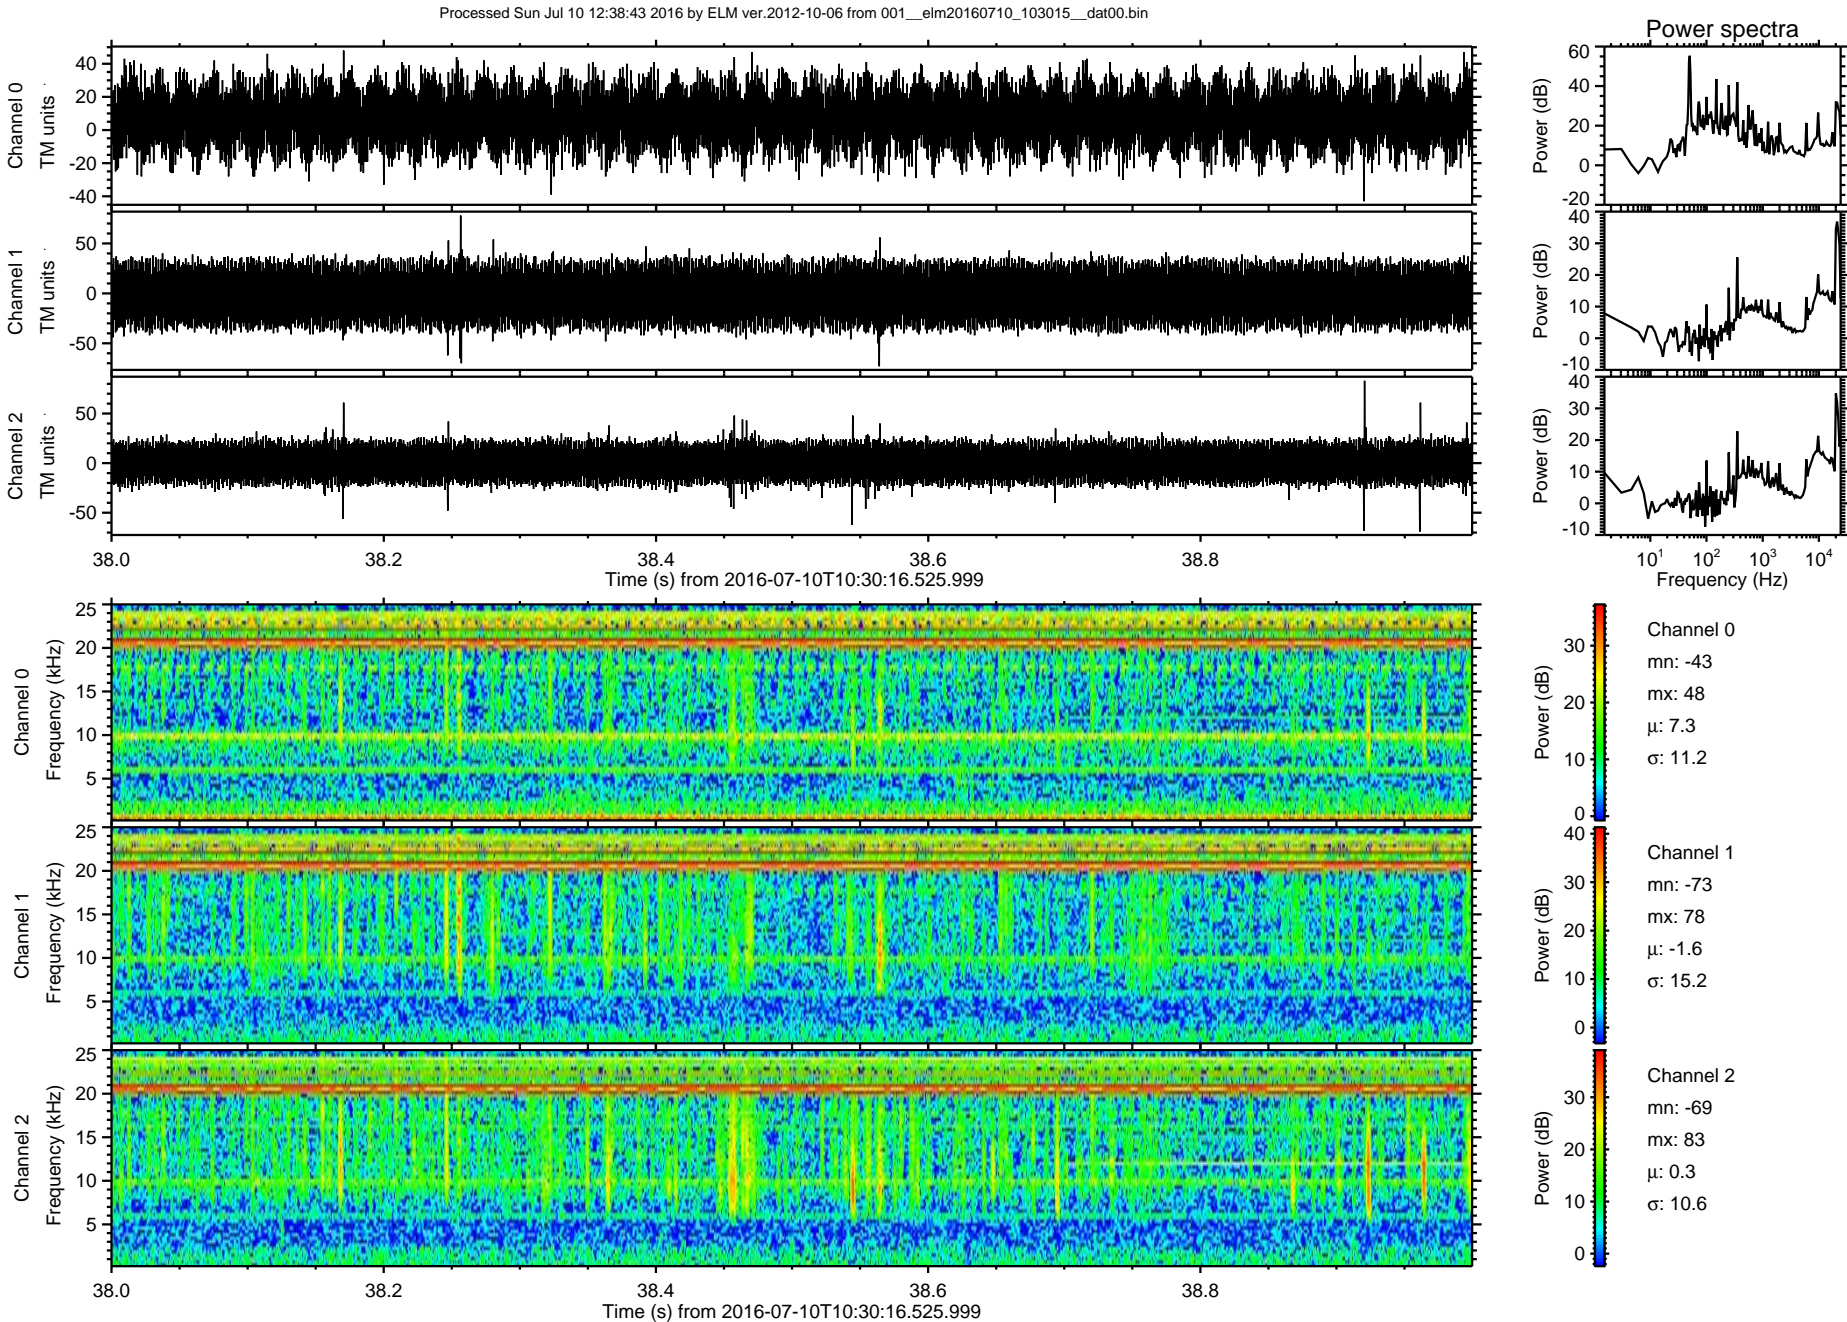 Processed Sun Jul 10 12:38:43 2016 by ELM ver.2012-10-06 from 001__elm20160710_103015__dat00.bin
Power spectra
Channel 0
TM units
40
20
0
-20
-40
Power (dB)
60
40
20
0
-20
Channel 1
TM units
50
0
-50
Power (dB)
40
30
20
10
0
-10
Channel 2
TM units
50
0
-50
Power (dB)
40
30
20
10
0
-10
38.0 38.2 38.4 38.6 38.8
Time (s) from 2016-07-10T10:30:16.525.999
10¹ 10² 10³ 10⁴
Frequency (Hz)
Channel 0
Frequency (kHz)
25
20
15
10
5
Power (dB)
30
20
10
0
Channel 0
mn: -43
mx: 48
μ: 7.3
σ: 11.2
Channel 1
Frequency (kHz)
25
20
15
10
5
Power (dB)
40
30
20
10
0
Channel 1
mn: -73
mx: 78
μ: -1.6
σ: 15.2
Channel 2
Frequency (kHz)
25
20
15
10
5
Power (dB)
30
20
10
0
Channel 2
mn: -69
mx: 83
μ: 0.3
σ: 10.6
38.0 38.2 38.4 38.6 38.8
Time (s) from 2016-07-10T10:30:16.525.999